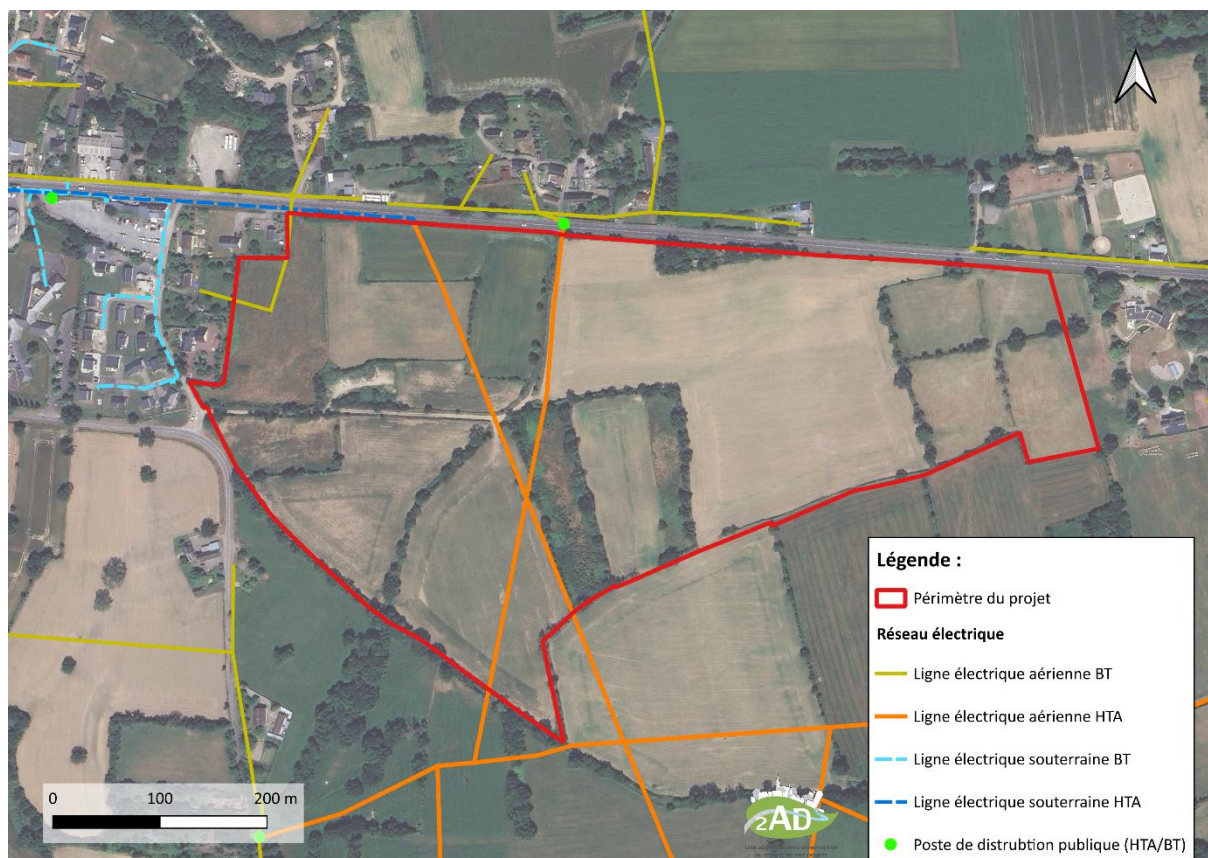 Légende :
Périmètre du projet
Réseau électrique
Ligne électrique aérienne BT
Ligne électrique aérienne HTA
Ligne électrique souterraine BT
Ligne électrique souterraine HTA
Poste de distrubtion publique (HTA/BT)
0 100 200 m
2AD